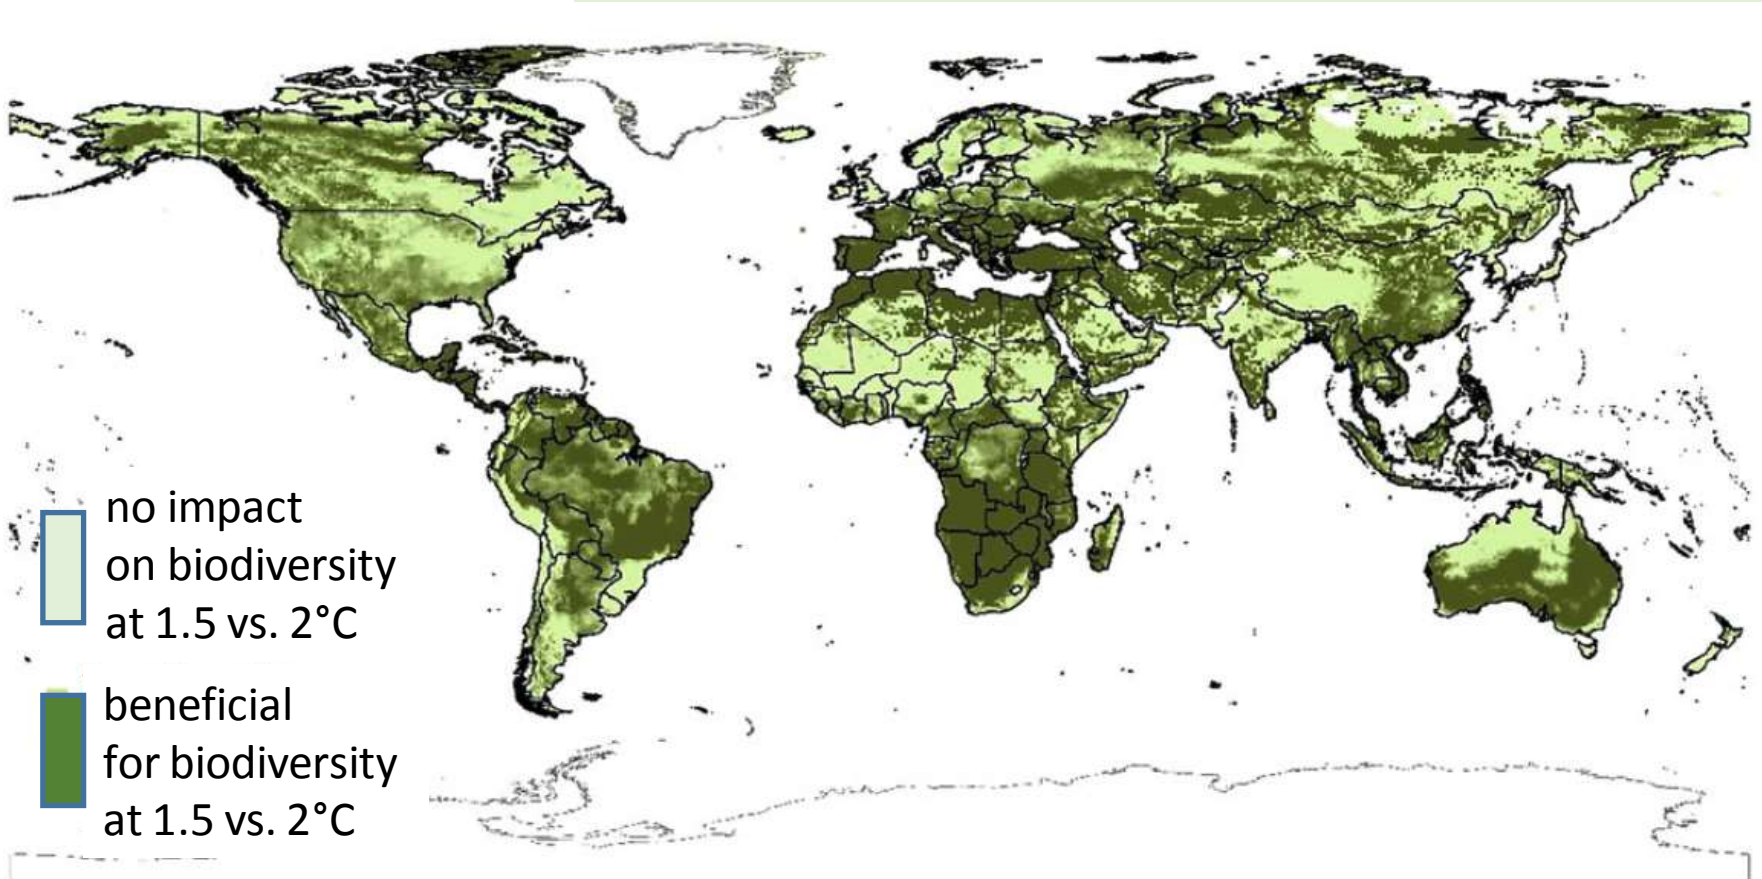 no impact
on biodiversity
at 1.5 vs. 2°C
beneficial
for biodiversity
at 1.5 vs. 2°C